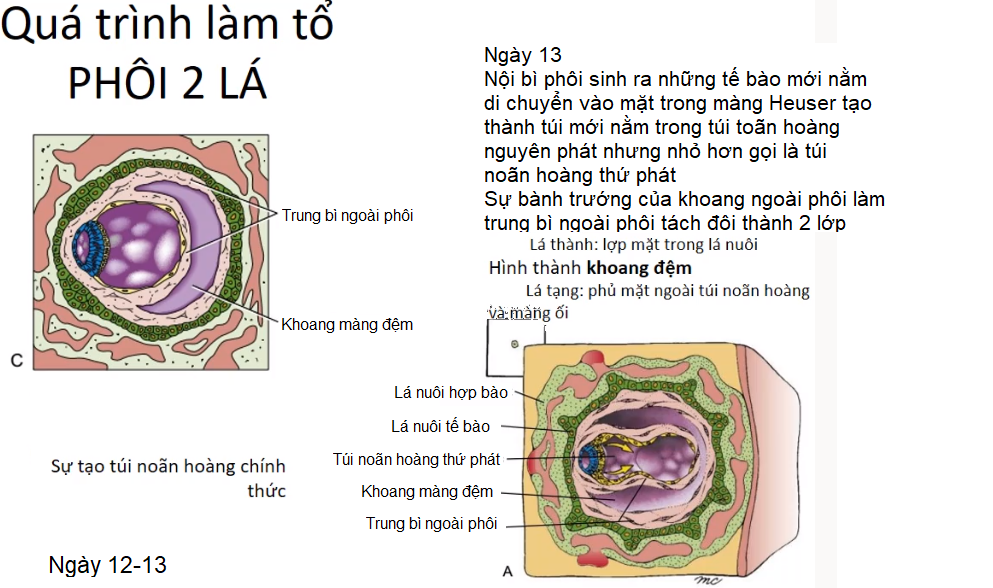 Quá trình làm tổ
PHÔI 2 LÁ
Trung bì ngoài phôi
Khoang màng đệm
C
Sự tạo túi noãn hoàng chính
thức
Ngày 12-13
Ngày 13
Nội bì phôi sinh ra những tế bào mới nằm
di chuyển vào mặt trong màng Heuser tạo
thành túi mới nằm trong túi toãn hoàng
nguyên phát nhưng nhỏ hơn gọi là túi
noãn hoàng thứ phát
Sự bành trướng của khoang ngoài phôi làm
trung bì ngoài phôi tách đôi thành 2 lớp
Lá thành: lợp mặt trong lá nuôi
Hình thành khoang đệm
Lá tạng: phủ mặt ngoài túi noãn hoàng
và màng ối
Lá nuôi hợp bào
Lá nuôi tế bào
Túi noãn hoàng thứ phát
Khoang màng đệm
Trung bì ngoài phôi
A
mc